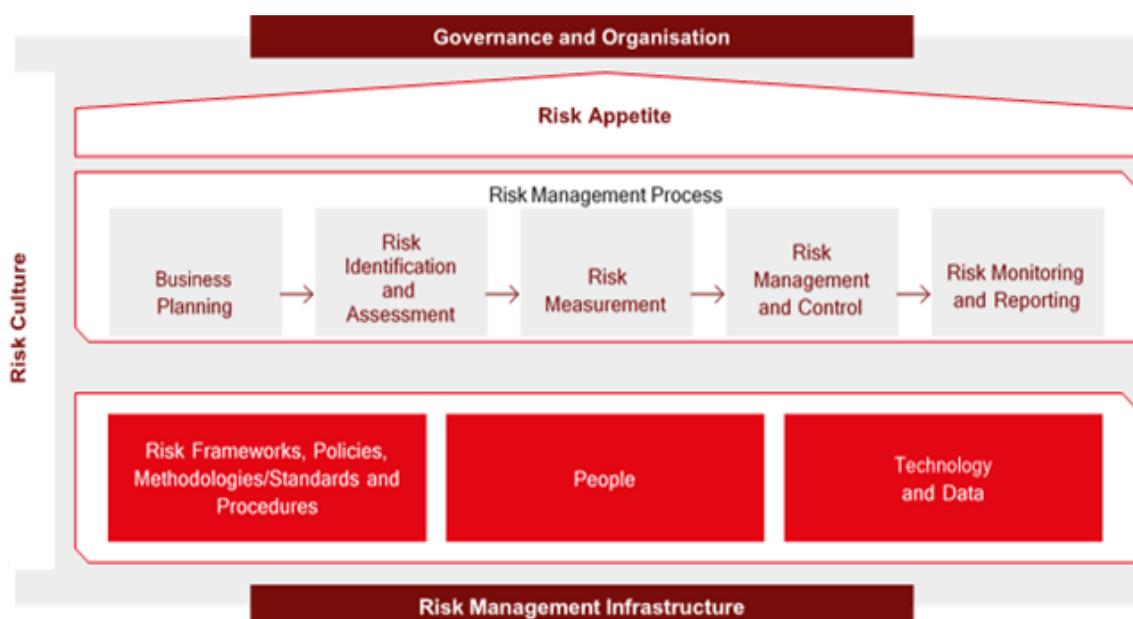 Governance and Organisation
Risk Appetite
Risk Culture
Risk Management Process
Business
Planning
Risk
Identification
and
Assessment
Risk
Measurement
Risk
Management
and Control
Risk Monitoring
and Reporting
Risk Frameworks, Policies,
Methodologies/Standards and
Procedures
People
Technology
and Data
Risk Management Infrastructure